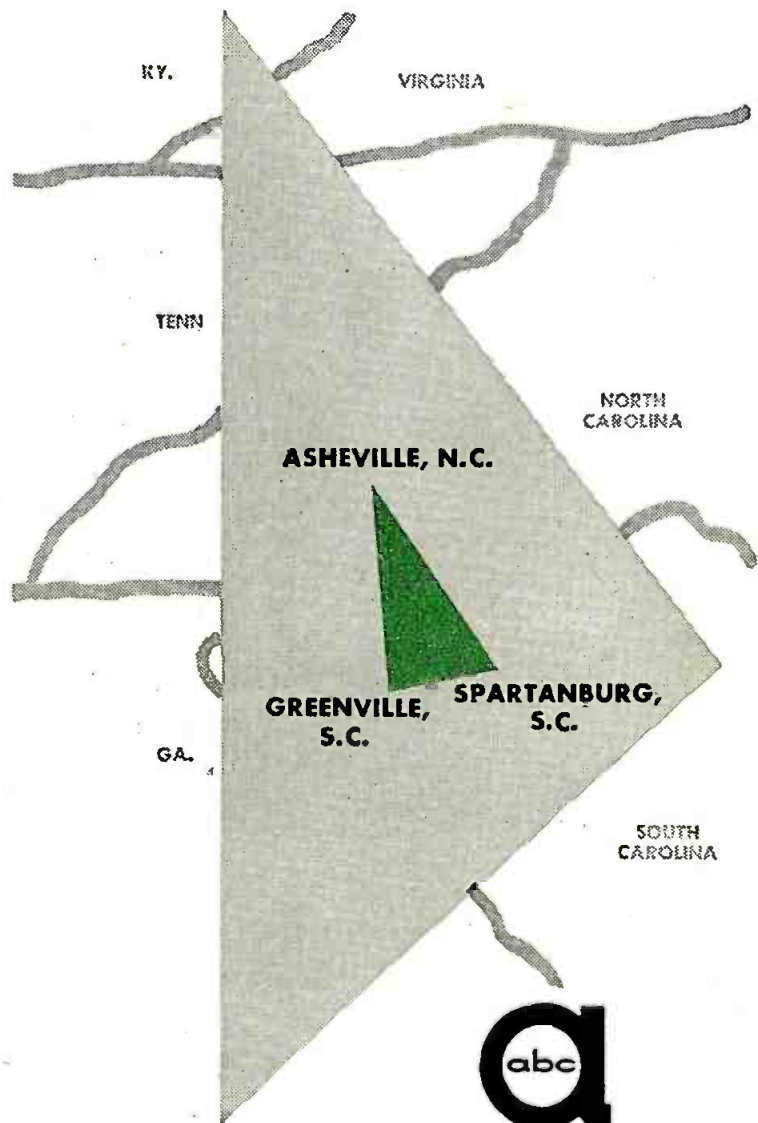 KY.
VIRGINIA
TENN
NORTH
CAROLINA
ASHEVILLE, N.C.
GREENVILLE,
S.C.
SPARTANBURG,
S.C.
GA.
SOUTH
CAROLINA
a
abc